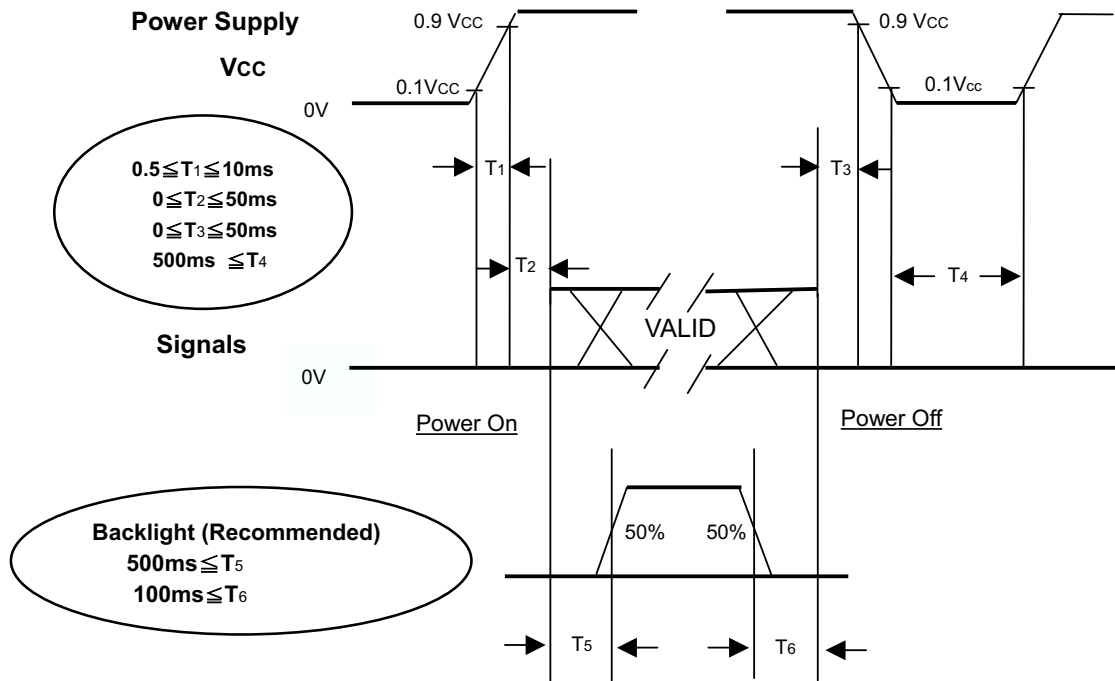 Power Supply
VCC
0.9 VCC
0.1VCC
0V
0.9 VCC
0.1Vcc
0.5≦T1≦10ms
0≦T2≦50ms
0≦T3≦50ms
500ms ≦T4
T1
T2
T3
T4
Signals
VALID
0V
Power On
Power Off
Backlight (Recommended)
500ms≦T5
100ms≦T6
50%
50%
T5
T6